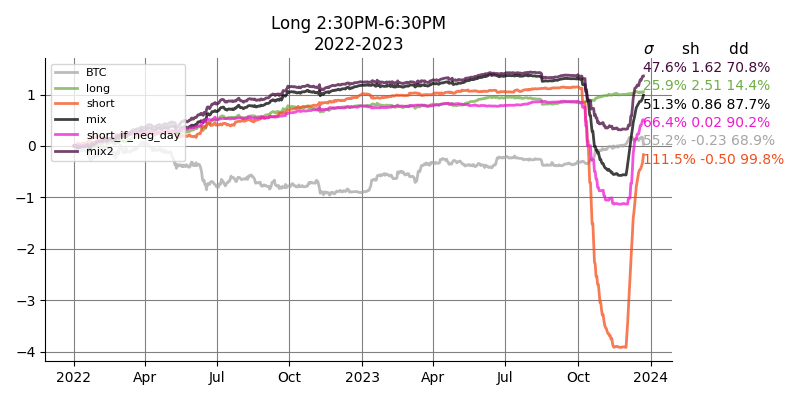 Long 2:30PM-6:30PM
2022-2023
σ sh dd
47.6% 1.62 70.8%
25.9% 2.51 14.4%
51.3% 0.86 87.7%
66.4% 0.02 90.2%
55.2% -0.23 68.9%
111.5% -0.50 99.8%
BTC
long
short
mix
short_if_neg_day
mix2
1
0
−1
−2
−3
−4
2022 Apr Jul Oct 2023 Apr Jul Oct 2024